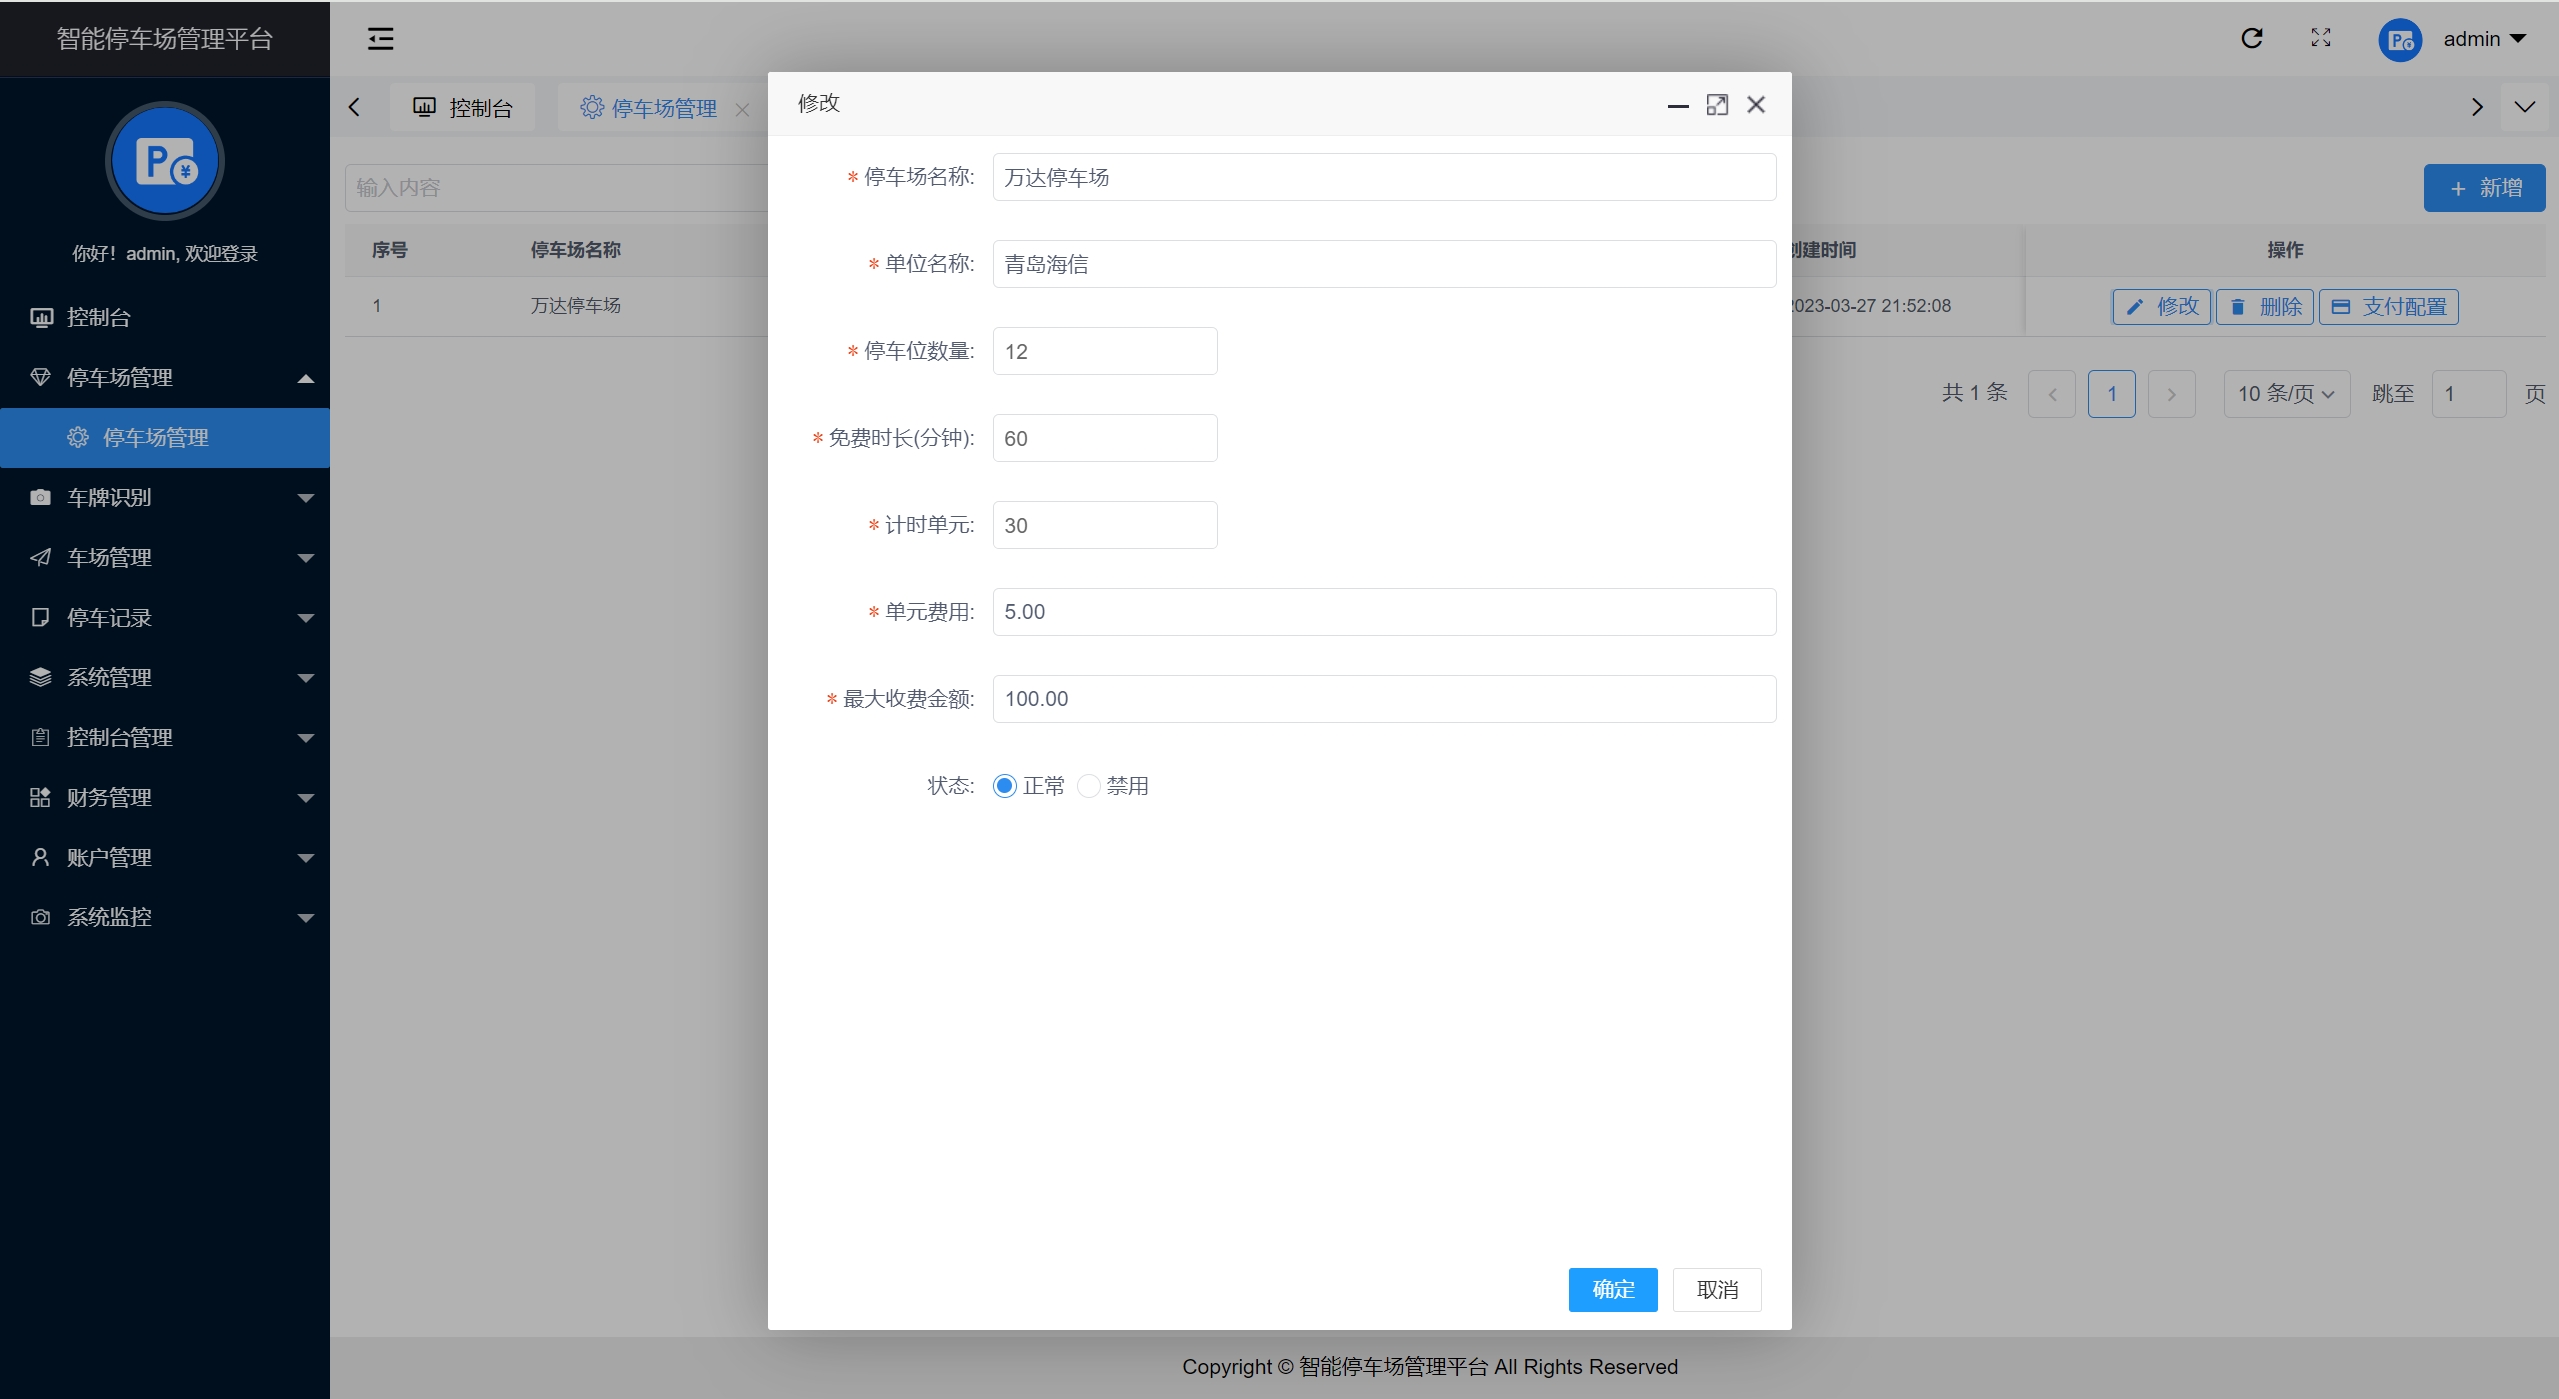 智能停车场管理平台
admin
你好！admin, 欢迎登录
控制台
停车场管理
停车场管理
车牌识别
车场管理
停车记录
系统管理
控制台管理
财务管理
账户管理
系统监控
控制台
停车场管理
输入内容
+ 新增
序号
停车场名称
创建时间
操作
1
万达停车场
2023-03-27 21:52:08
修改
删除
支付配置
共 1 条
1
10 条/页
跳至
1
页
修改
* 停车场名称:
万达停车场
* 单位名称:
青岛海信
* 停车位数量:
12
* 免费时长(分钟):
60
* 计时单元:
30
* 单元费用:
5.00
* 最大收费金额:
100.00
状态:
正常
禁用
确定
取消
Copyright © 智能停车场管理平台 All Rights Reserved